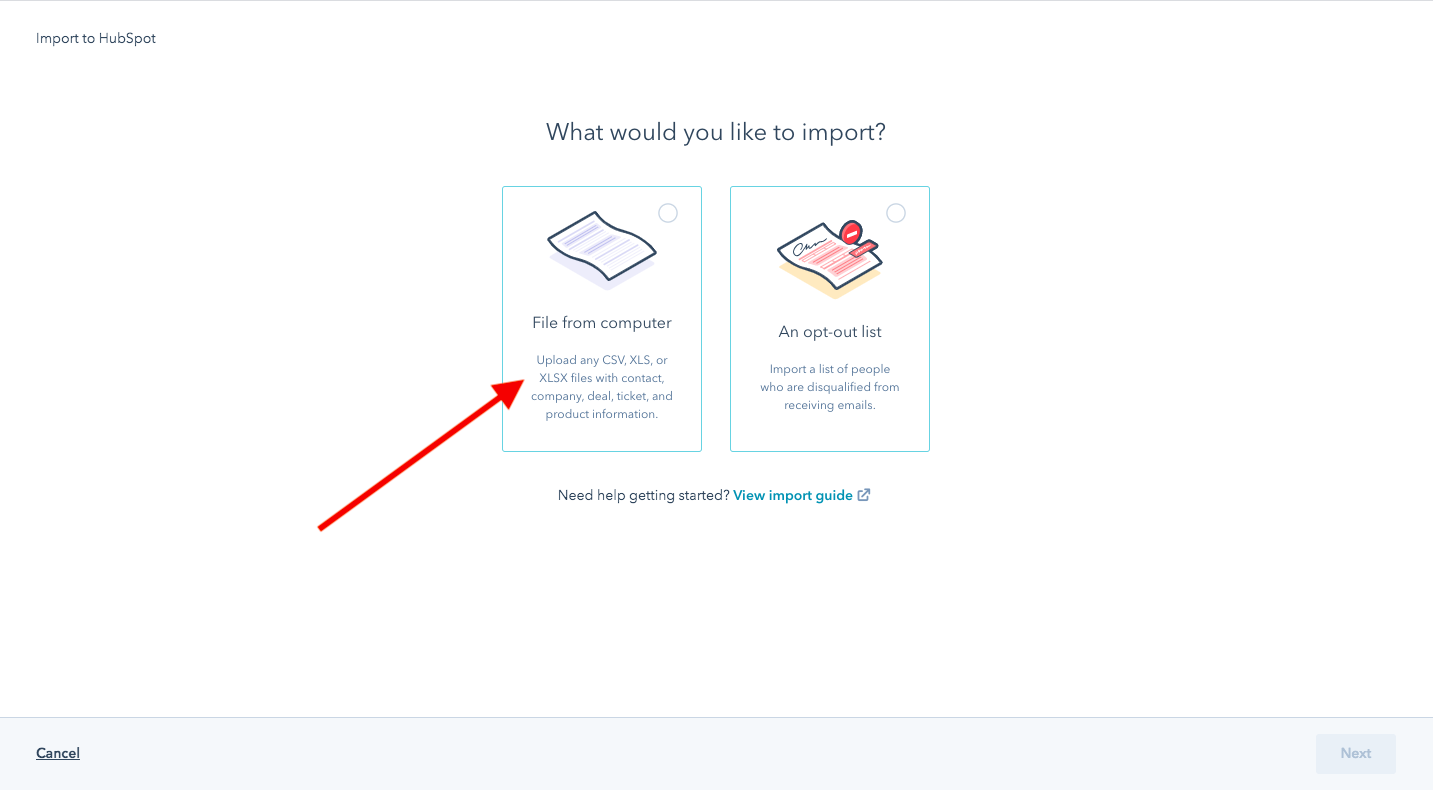 Import to HubSpot
What would you like to import?
File from computer
Upload any CSV, XLS, or
XLSX files with contact,
company, deal, ticket, and
product information.
An opt-out list
Import a list of people
who are disqualified from
receiving emails.
Need help getting started? View import guide
Cancel
Next